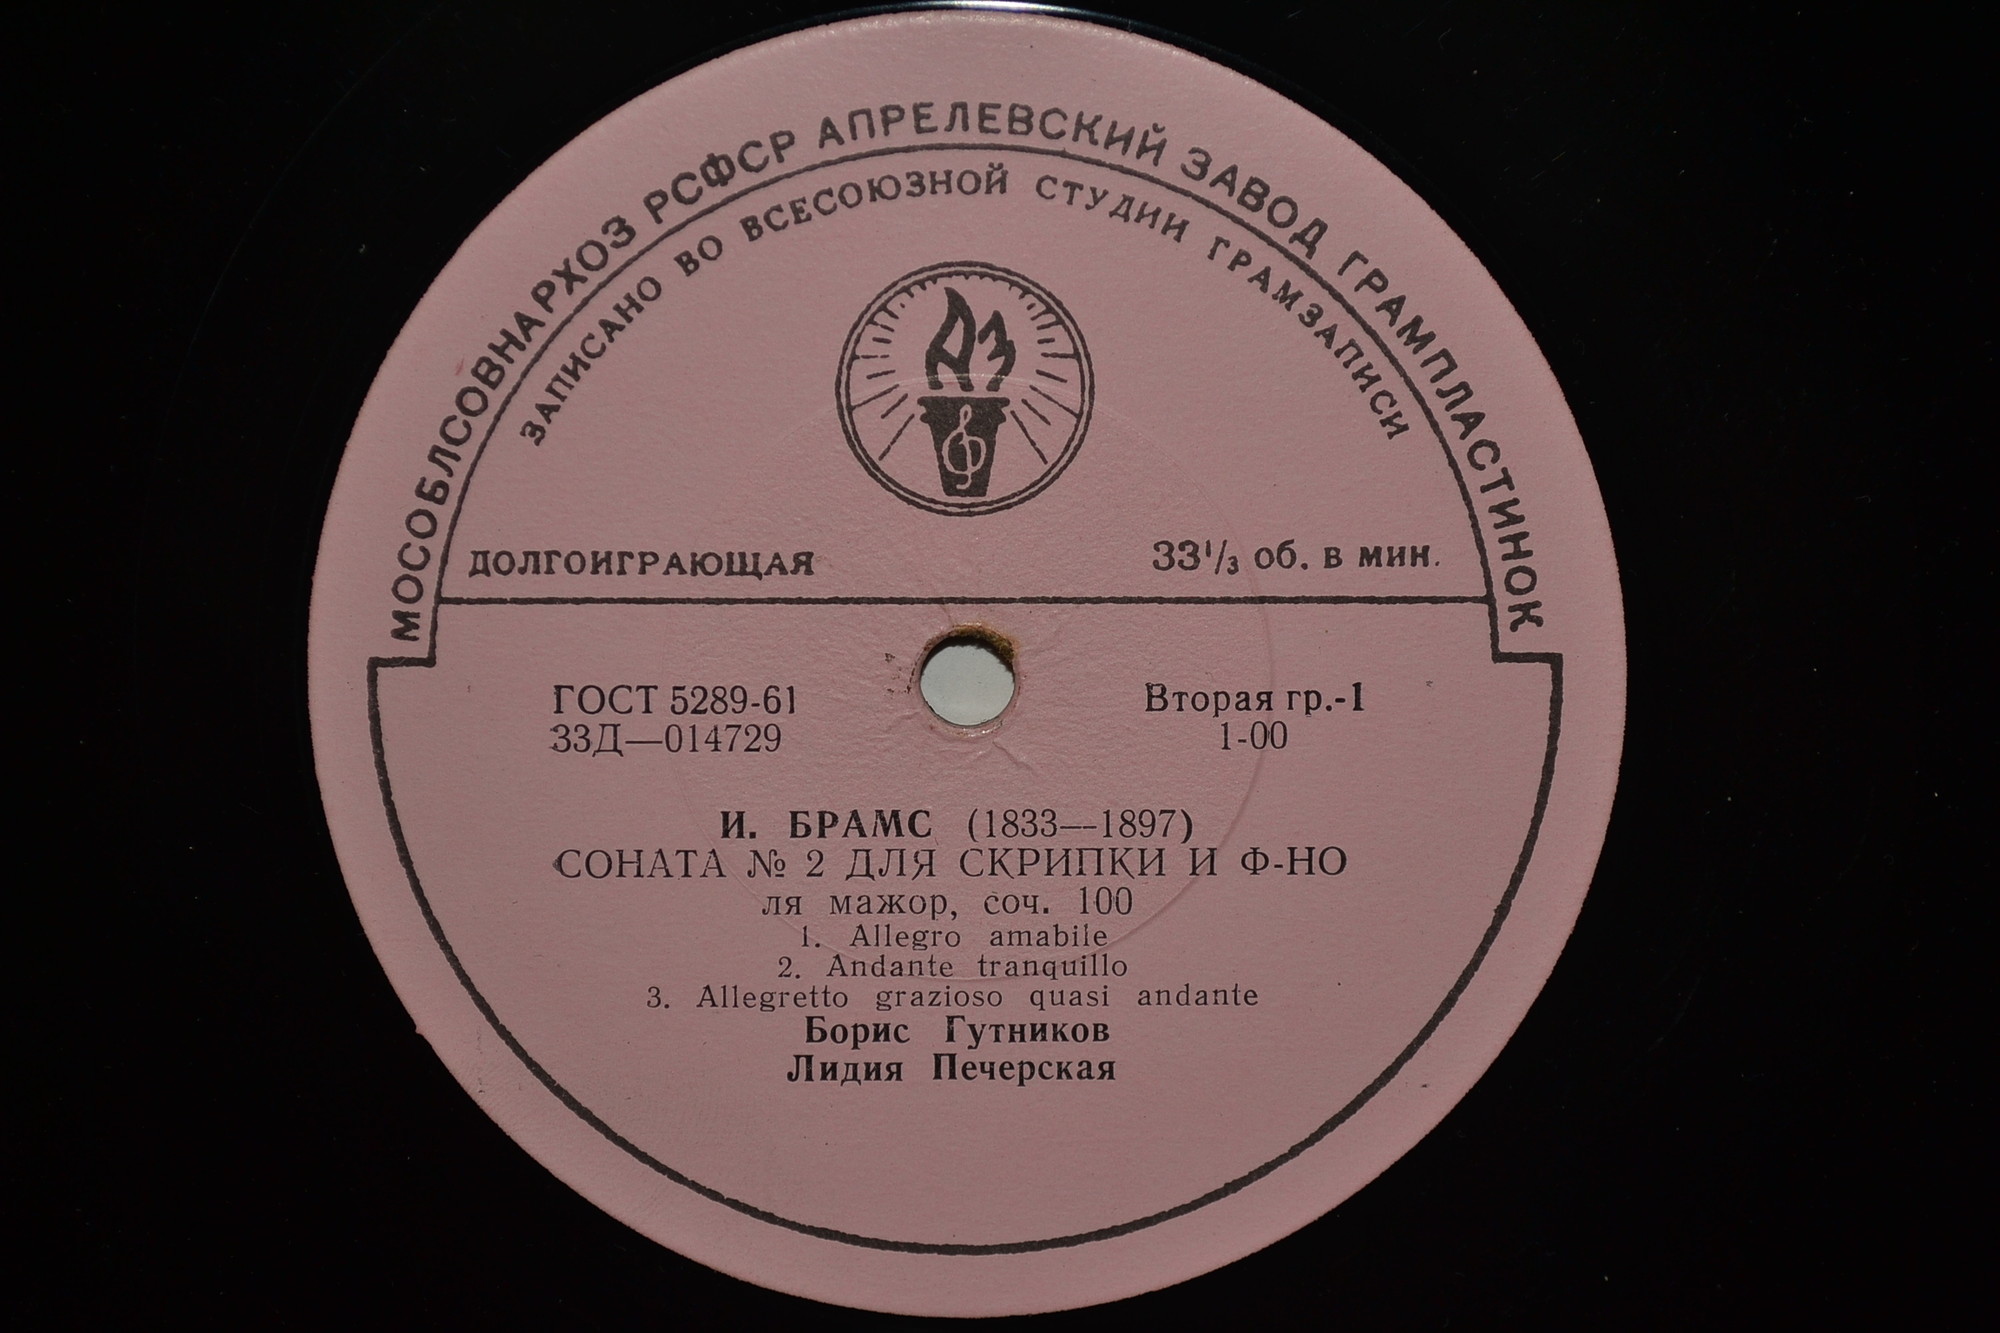 МОСОБЛСОВНАРХОЗ РСФСР АПРЕЛЕВСКИЙ ЗАВОД ГРАМПЛАСТИНОК
ЗАПИСАНО ВО ВСЕСОЮЗНОЙ СТУДИИ ГРАМЗАПИСИ
АЗ
ДОЛГОИГРАЮЩАЯ 33⅓ об. в мин.
ГОСТ 5289-61 Вторая гр.-1
33Д—014729 1-00
И. БРАМС (1833—1897)
СОНАТА № 2 ДЛЯ СКРИПКИ И Ф-НО
ля мажор, соч. 100
1. Allegro amabile
2. Andante tranquillo
3. Allegretto grazioso quasi andante
Борис Гутников
Лидия Печерская